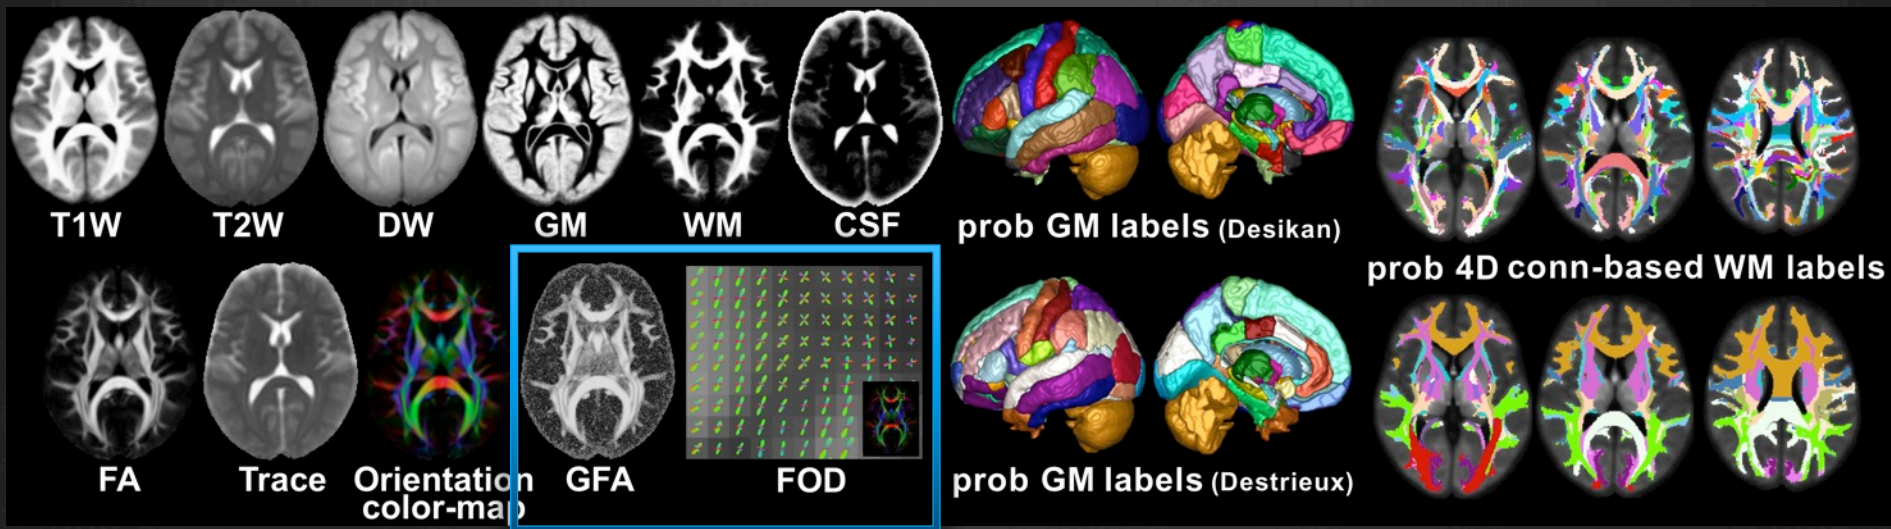 T1W
T2W
DW
GM
WM
CSF
prob GM labels (Desikan)
prob 4D conn-based WM labels
FA
Trace
Orientation
color-map
GFA
FOD
prob GM labels (Destrieux)